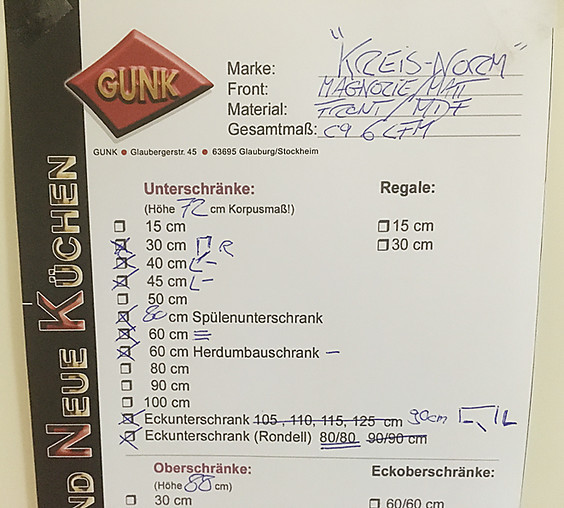 GUNK
Marke: "KREIS-NORM"
Front: MAGNOLIE/MATT
Material: FRONT/MDF
Gesamtmaß: ca 6 LFM
GUNK • Glaubergerstr. 45 • 63695 Glauburg/Stockheim
ND NEUE KÜCHEN
Unterschränke:
(Höhe 72 cm Korpusmaß!)
15 cm
30 cm R
40 cm L
45 cm L
50 cm
80 cm Spülenunterschrank
60 cm
60 cm Herdumbauschrank
80 cm
90 cm
100 cm
Eckunterschrank 105, 110, 115, 125 cm 90cm L
Eckunterschrank (Rondell) 80/80 90/90 cm
Regale:
15 cm
30 cm
Oberschränke:
(Höhe 88 cm)
30 cm
Eckoberschränke:
60/60 cm